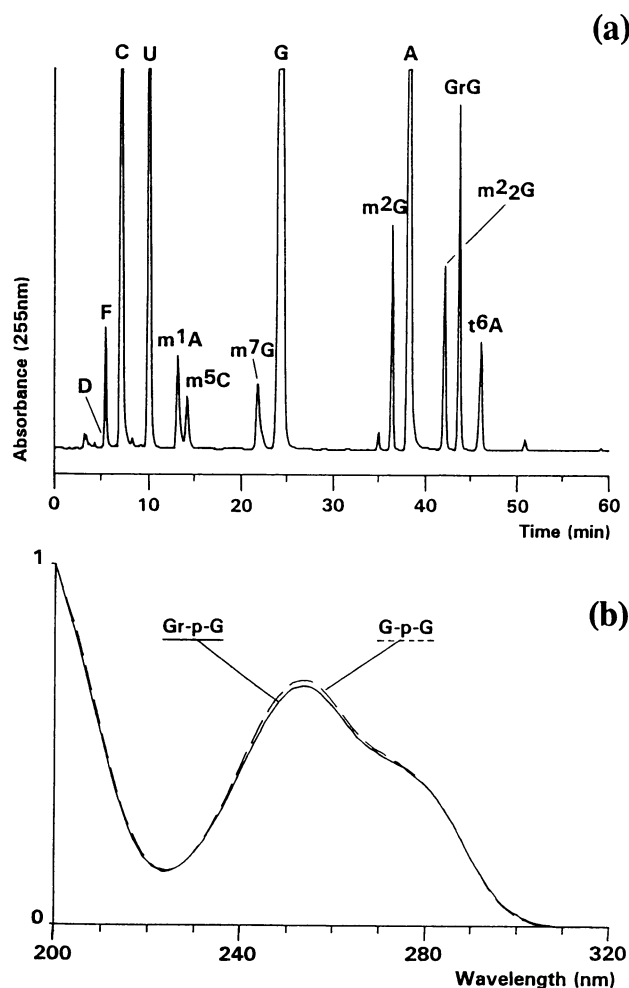 (a)
C U G A
GrG
m²₂G
m²G
F
m¹A
D
m⁵C
m⁷G
t⁶A
Absorbance (255nm)
0 10 20 30 40 50 60
Time (min)
(b)
1
Gr-p-G G-p-G
0
200 240 280 320
Wavelength (nm)